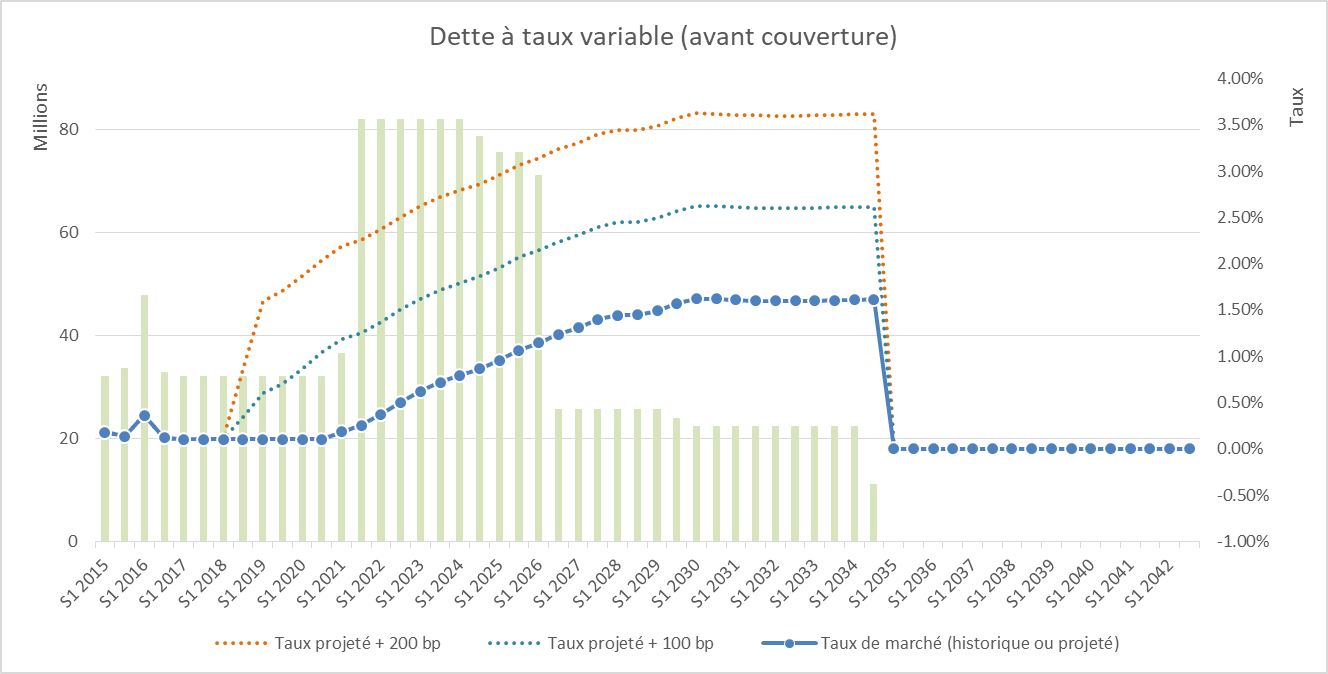 Dette à taux variable (avant couverture)
Millions
80
60
40
20
0
Taux
4.00%
3.50%
3.00%
2.50%
2.00%
1.50%
1.00%
0.50%
0.00%
-0.50%
-1.00%
S1 2015
S1 2016
S1 2017
S1 2018
S1 2019
S1 2020
S1 2021
S1 2022
S1 2023
S1 2024
S1 2025
S1 2026
S1 2027
S1 2028
S1 2029
S1 2030
S1 2031
S1 2032
S1 2033
S1 2034
S1 2035
S1 2036
S1 2037
S1 2038
S1 2039
S1 2040
S1 2041
S1 2042
Taux projeté + 200 bp
Taux projeté + 100 bp
Taux de marché (historique ou projeté)